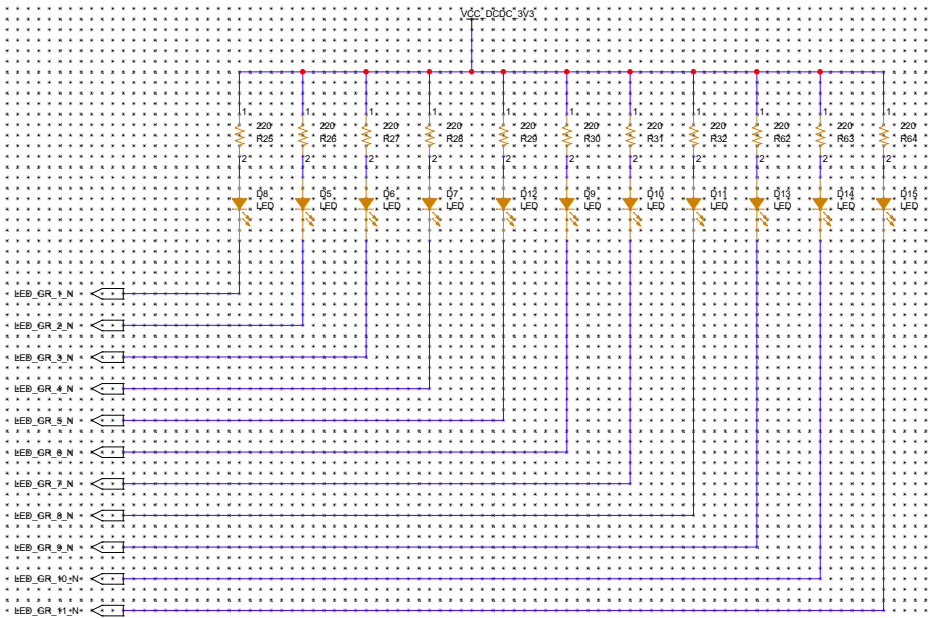 VCC_DCDC_3V3
1 1 1 1 1 1 1 1 1 1 1
220 220 220 220 220 220 220 220 220 220 220
R25 R26 R27 R28 R29 R30 R31 R32 R62 R63 R64
2 2 2 2 2 2 2 2 2 2 2
D8 D5 D6 D7 D12 D9 D10 D11 D13 D14 D15
LED LED LED LED LED LED LED LED LED LED LED
LED_GR_1_N
LED_GR_2_N
LED_GR_3_N
LED_GR_4_N
LED_GR_5_N
LED_GR_6_N
LED_GR_7_N
LED_GR_8_N
LED_GR_9_N
LED_GR_10_N
LED_GR_11_N